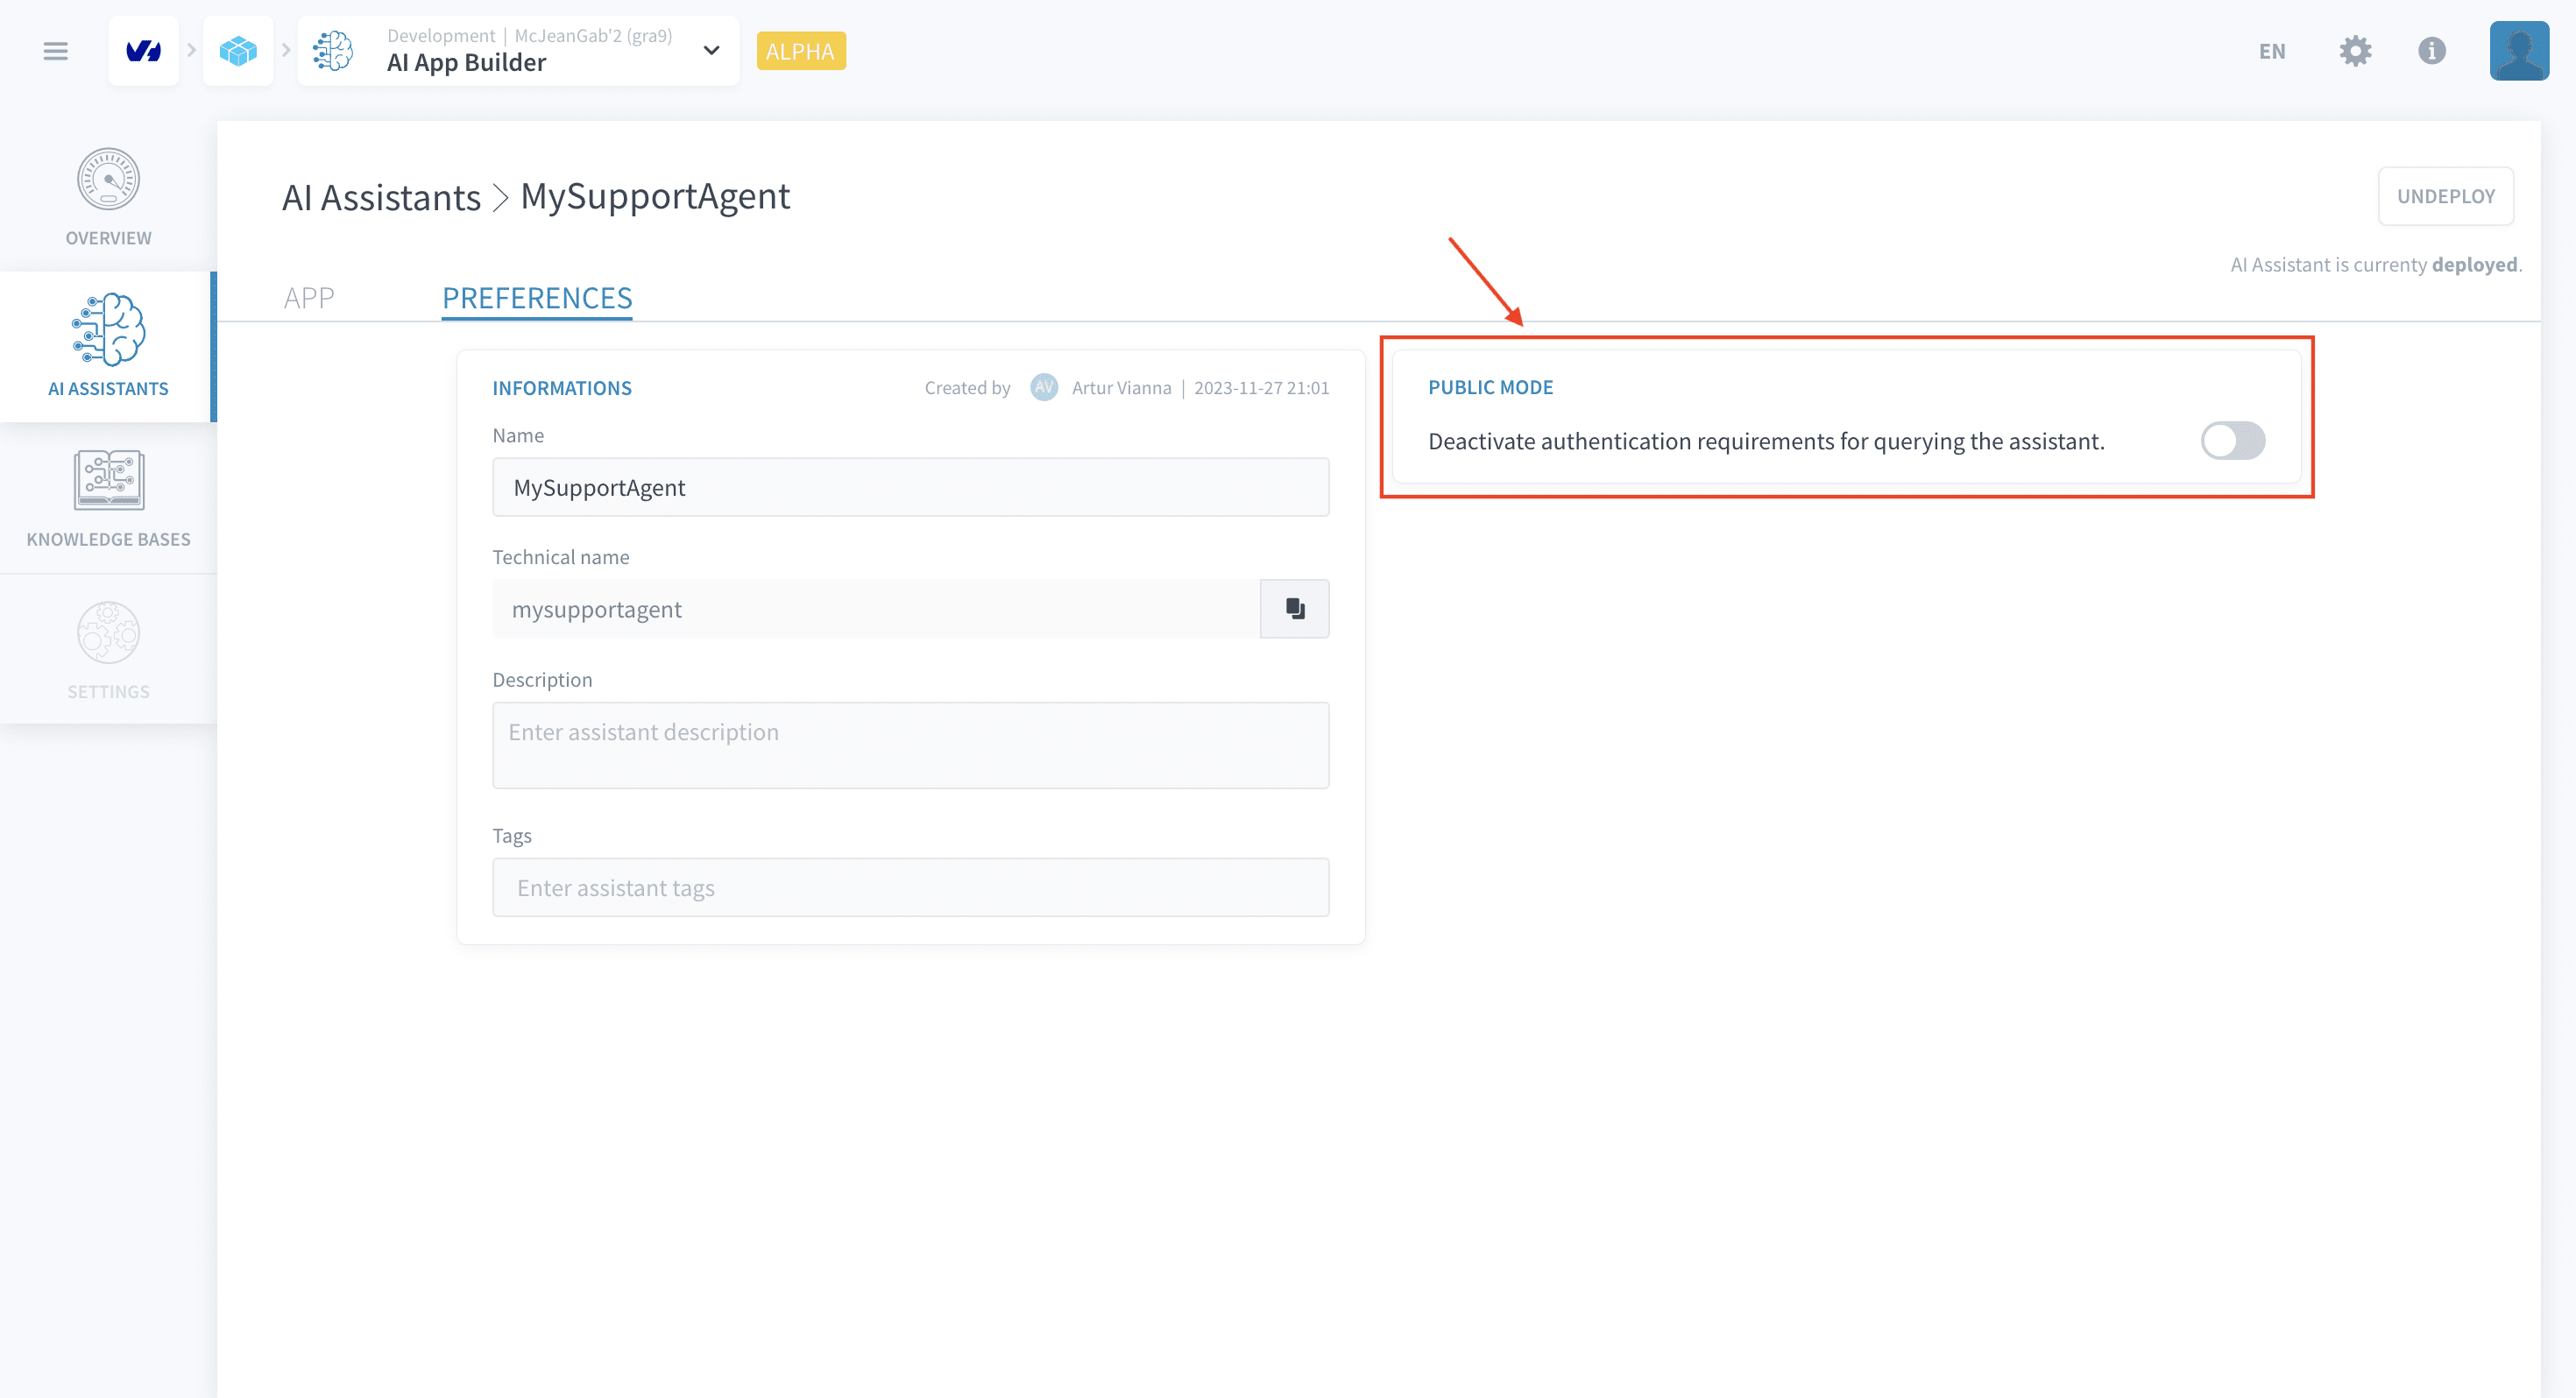 Development | McJeanGab'2 (gra9)
AI App Builder
ALPHA
EN
OVERVIEW
AI ASSISTANTS
KNOWLEDGE BASES
SETTINGS
AI Assistants > MySupportAgent
UNDEPLOY
AI Assistant is currenty deployed.
APP
PREFERENCES
INFORMATIONS
Created by AV Artur Vianna | 2023-11-27 21:01
Name
MySupportAgent
Technical name
mysupportagent
Description
Enter assistant description
Tags
Enter assistant tags
PUBLIC MODE
Deactivate authentication requirements for querying the assistant.